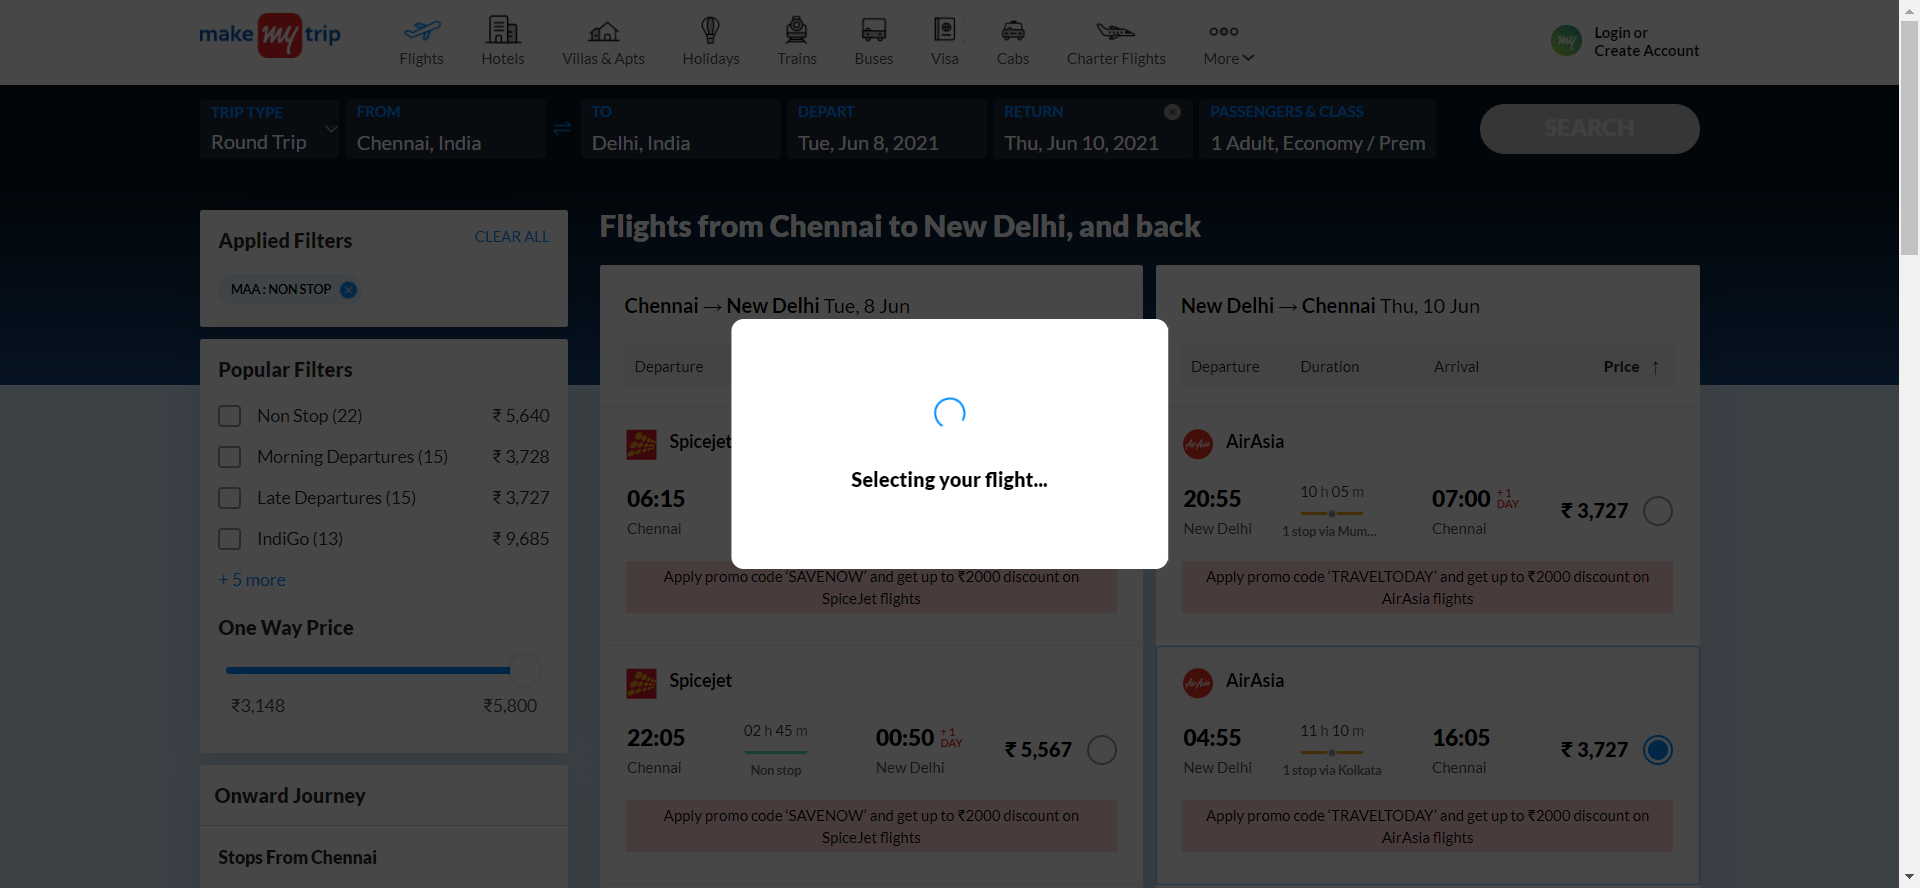 make my trip
Flights
Hotels
Villas & Apts
Holidays
Trains
Buses
Visa
Cabs
Charter Flights
More
my
Login or
Create Account
TRIP TYPE
Round Trip
FROM
Chennai, India
TO
Delhi, India
DEPART
Tue, Jun 8, 2021
RETURN
Thu, Jun 10, 2021
PASSENGERS & CLASS
1 Adult, Economy / Prem
SEARCH
Applied Filters
CLEAR ALL
MAA : NON STOP
Popular Filters
Non Stop (22) ₹ 5,640
Morning Departures (15) ₹ 3,728
Late Departures (15) ₹ 3,727
IndiGo (13) ₹ 9,685
+ 5 more
One Way Price
₹3,148 ₹5,800
Onward Journey
Stops From Chennai
Flights from Chennai to New Delhi, and back
Chennai → New Delhi Tue, 8 Jun
Departure
Spicejet
06:15
Chennai
Apply promo code ‘SAVENOW’ and get up to ₹2000 discount on
SpiceJet flights
Spicejet
22:05 02 h 45 m 00:50 + 1 DAY ₹ 5,567
Chennai Non stop New Delhi
Apply promo code ‘SAVENOW’ and get up to ₹2000 discount on
SpiceJet flights
Selecting your flight...
New Delhi → Chennai Thu, 10 Jun
Departure Duration Arrival Price ↑
AirAsia AirAsia
20:55 10 h 05 m 07:00 + 1 DAY ₹ 3,727
New Delhi 1 stop via Mum... Chennai
Apply promo code ‘TRAVELTODAY’ and get up to ₹2000 discount on
AirAsia flights
AirAsia AirAsia
04:55 11 h 10 m 16:05 ₹ 3,727
New Delhi 1 stop via Kolkata Chennai
Apply promo code ‘TRAVELTODAY’ and get up to ₹2000 discount on
AirAsia flights